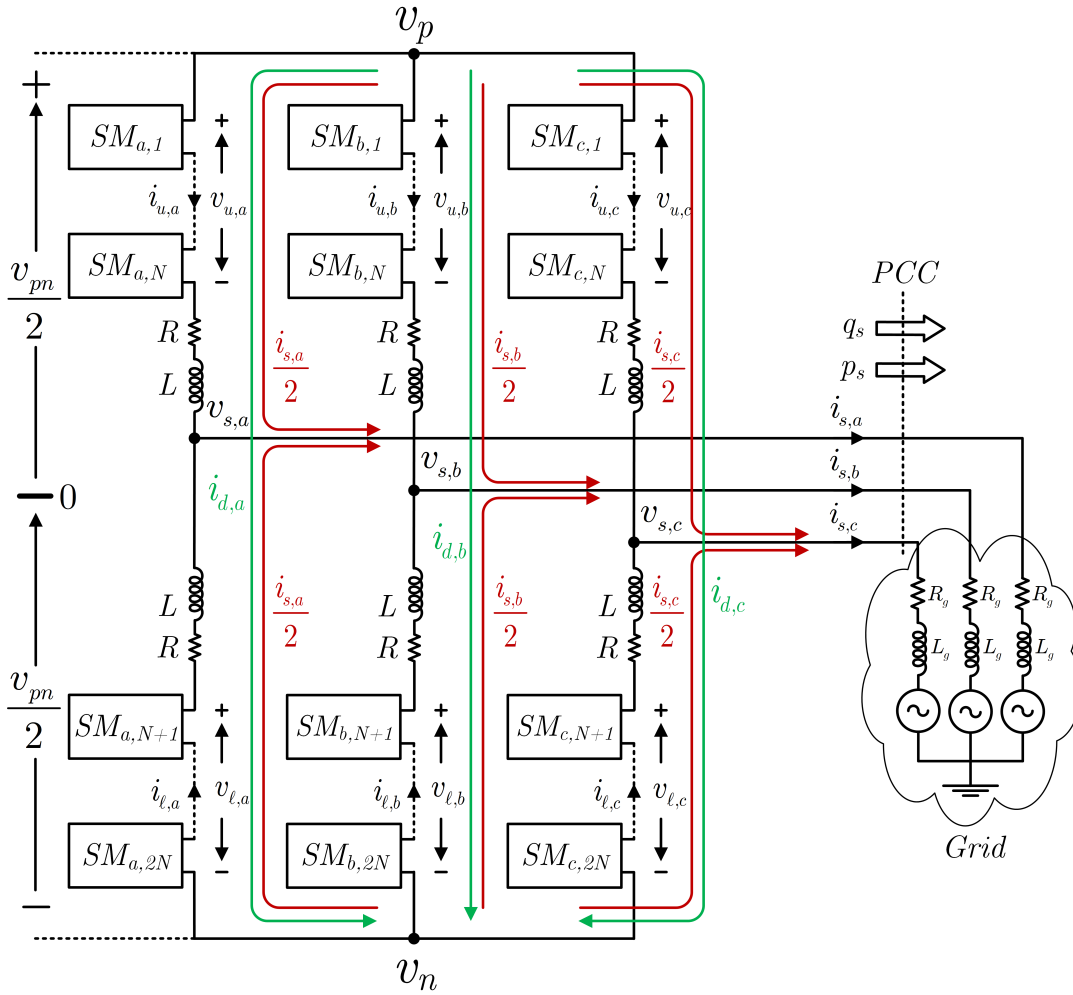 v_p
+
SM_{a,1}
+
SM_{b,1}
+
SM_{c,1}
+
i_{u,a}
v_{u,a}
i_{u,b}
v_{u,b}
i_{u,c}
v_{u,c}
SM_{a,N}
−
SM_{b,N}
−
SM_{c,N}
−
v_{pn}/2
PCC
R
R
R
q_s
i_{s,a}/2
i_{s,b}/2
i_{s,c}/2
p_s
L
L
L
v_{s,a}
i_{s,a}
v_{s,b}
i_{s,b}
i_{d,a}
0
v_{s,c}
i_{s,c}
i_{d,b}
L
i_{s,a}/2
L
i_{s,b}/2
L
i_{s,c}/2
i_{d,c}
R_g
R_g
R_g
R
R
R
L_g
L_g
L_g
v_{pn}/2
SM_{a,N+1}
+
SM_{b,N+1}
+
SM_{c,N+1}
+
i_{ℓ,a}
v_{ℓ,a}
i_{ℓ,b}
v_{ℓ,b}
i_{ℓ,c}
v_{ℓ,c}
SM_{a,2N}
−
SM_{b,2N}
−
SM_{c,2N}
−
Grid
−
v_n